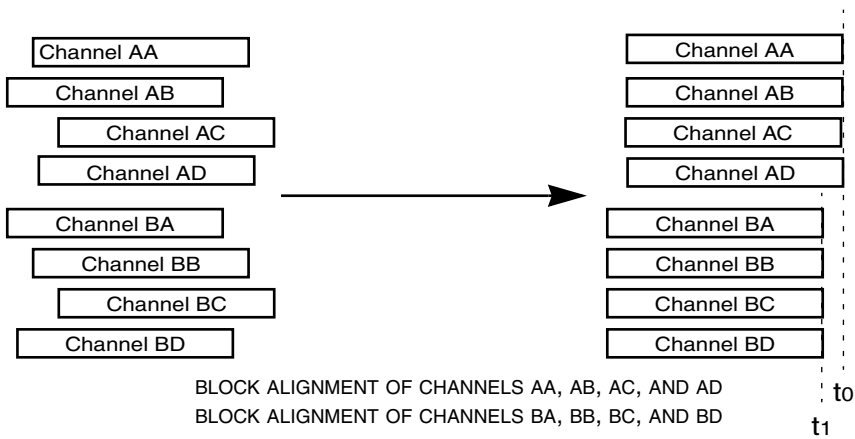 Channel AA
Channel AB
Channel AC
Channel AD
Channel BA
Channel BB
Channel BC
Channel BD
Channel AA
Channel AB
Channel AC
Channel AD
Channel BA
Channel BB
Channel BC
Channel BD
BLOCK ALIGNMENT OF CHANNELS AA, AB, AC, AND AD
BLOCK ALIGNMENT OF CHANNELS BA, BB, BC, AND BD
t0
t1